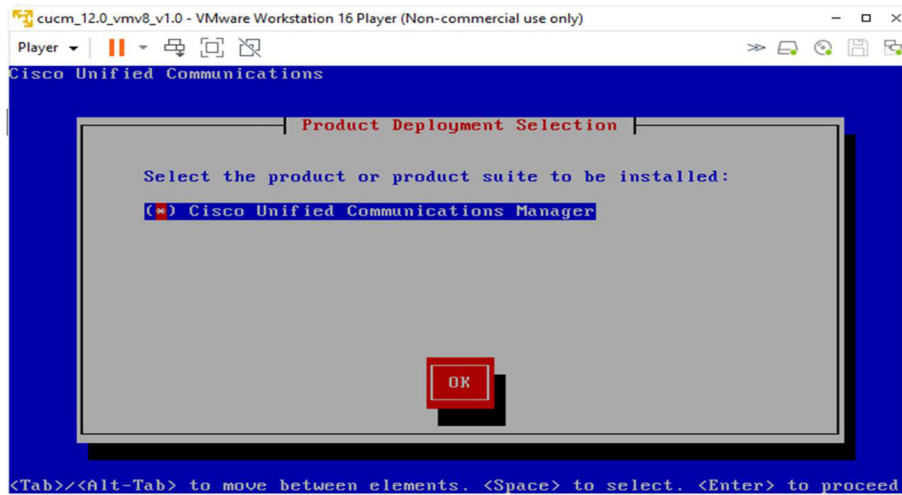 cucm_12.0_vmv8_v1.0 - VMware Workstation 16 Player (Non-commercial use only)
Player
Cisco Unified Communications
Product Deployment Selection
Select the product or product suite to be installed:
(*) Cisco Unified Communications Manager
OK
<Tab>/<Alt-Tab> to move between elements. <Space> to select. <Enter> to proceed